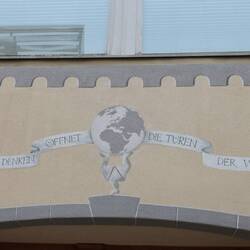 DENKEN ÖFFNET DIE TÜREN DER W